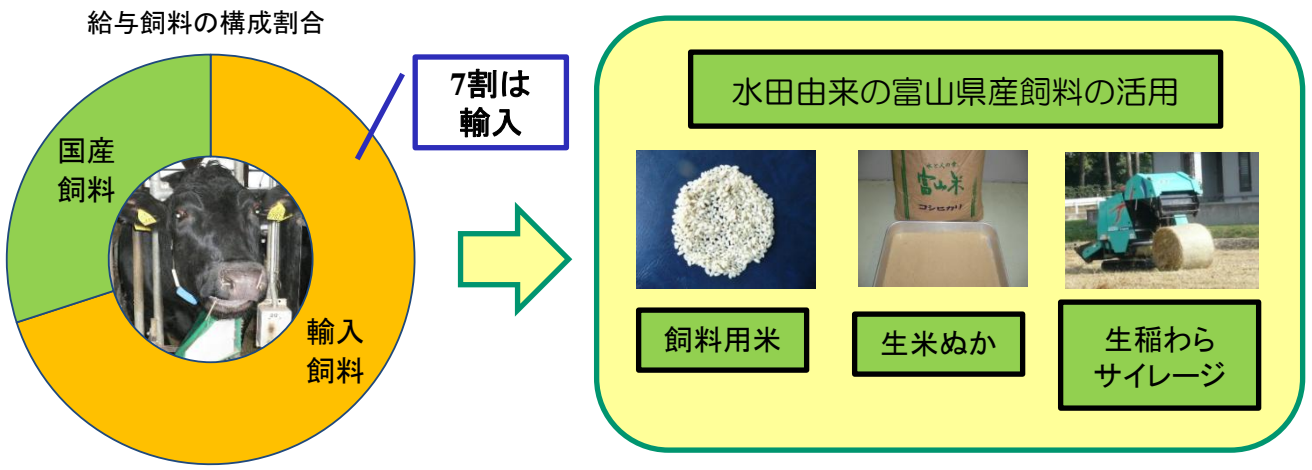 給与飼料の構成割合
国産
飼料
輸入
飼料
7割は
輸入
水田由来の富山県産飼料の活用
富山米
コシヒカリ
飼料用米
生米ぬか
生稲わら
サイレージ